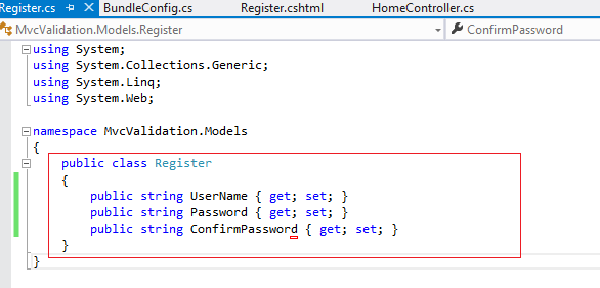 Register.cs BundleConfig.cs Register.cshtml HomeController.cs
MvcValidation.Models.Register ConfirmPassword
using System;
using System.Collections.Generic;
using System.Linq;
using System.Web;
namespace MvcValidation.Models
{
public class Register
{
public string UserName { get; set; }
public string Password { get; set; }
public string ConfirmPassword { get; set; }
}
}